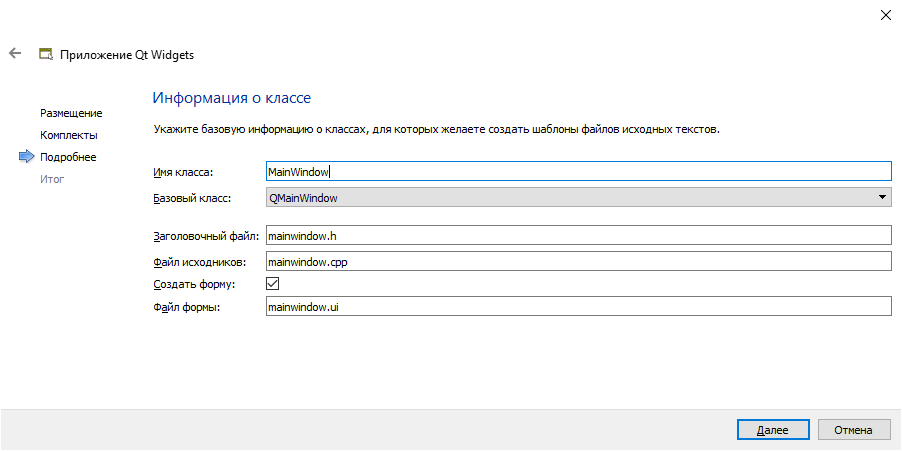 Приложение Qt Widgets
Размещение
Комплекты
Подробнее
Итог
Информация о классе
Укажите базовую информацию о классах, для которых желаете создать шаблоны файлов исходных текстов.
Имя класса: MainWindow
Базовый класс: QMainWindow
Заголовочный файл: mainwindow.h
Файл исходников: mainwindow.cpp
Создать форму:
Файл формы: mainwindow.ui
Далее Отмена